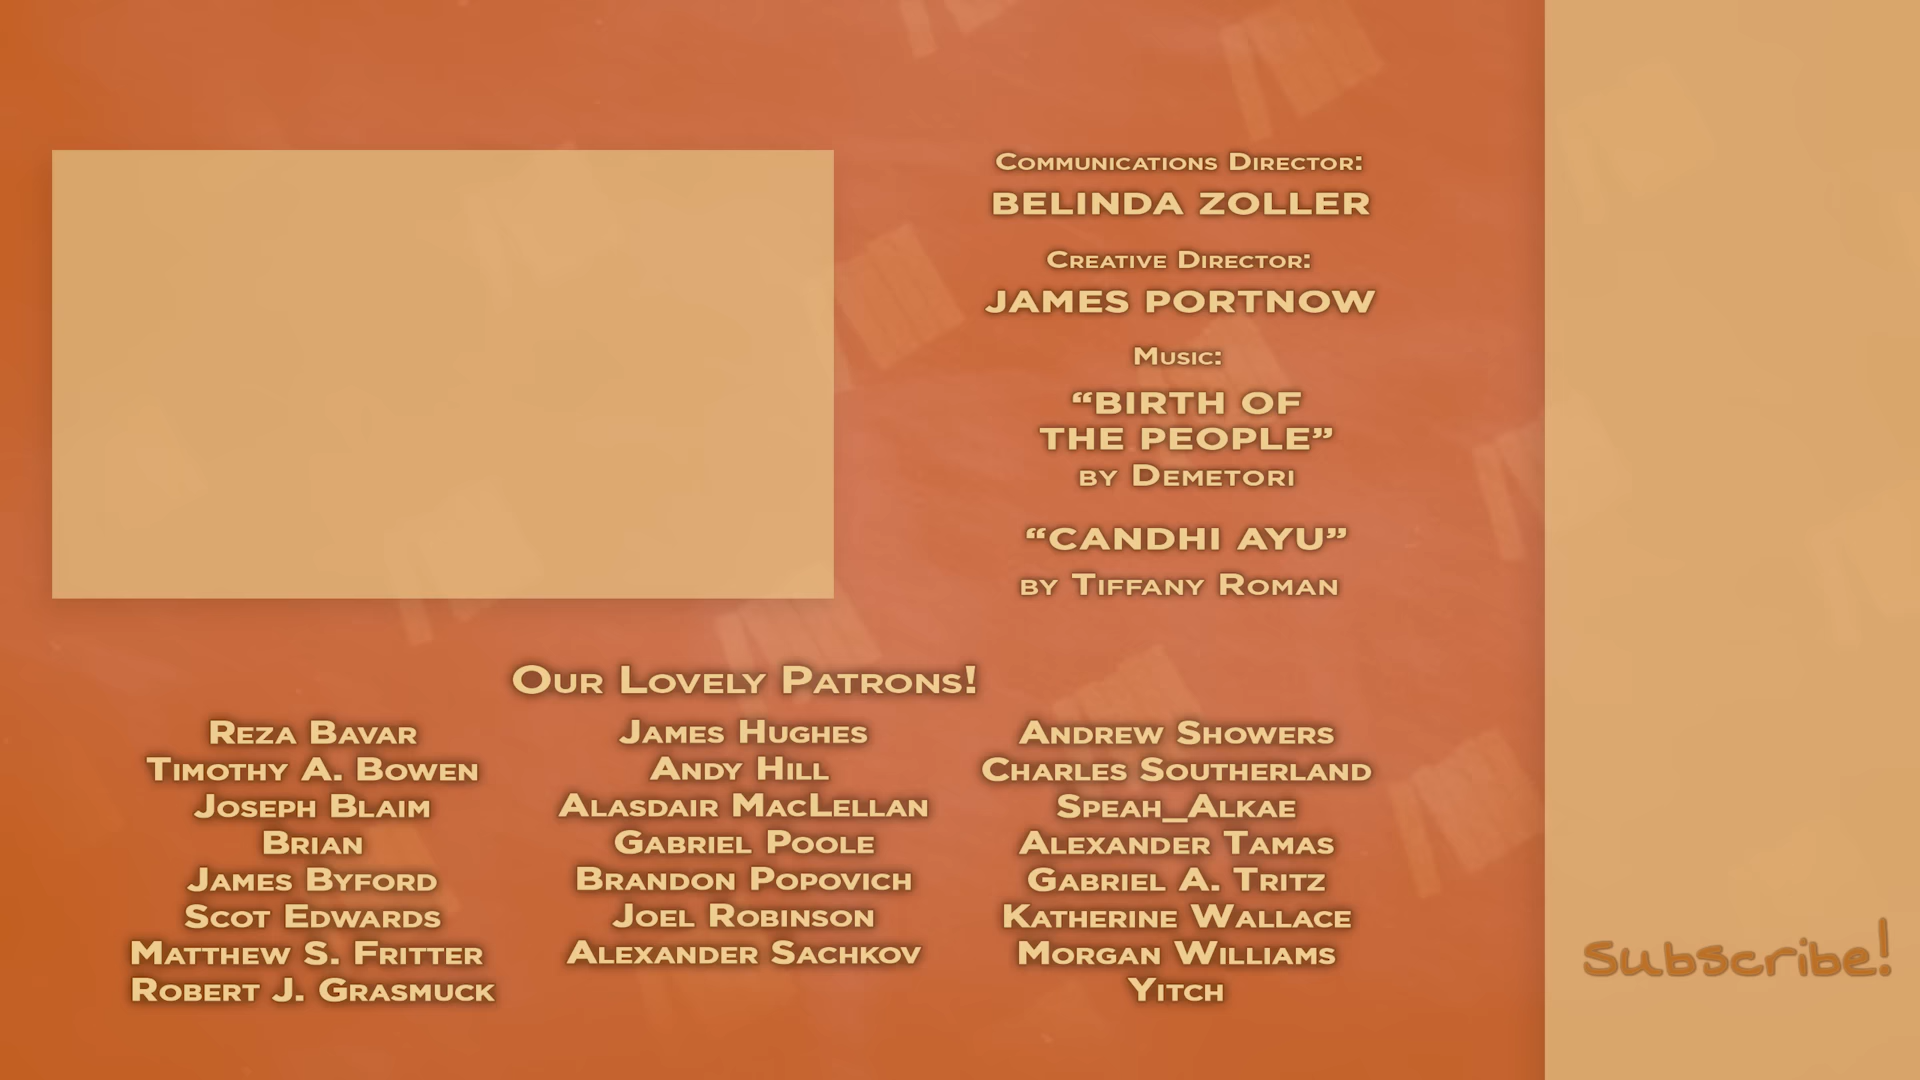 Communications Director:
BELINDA ZOLLER
Creative Director:
JAMES PORTNOW
Music:
“BIRTH OF
THE PEOPLE”
by Demetori
“CANDHI AYU”
by Tiffany Roman
Our Lovely Patrons!
Reza Bavar
Timothy A. Bowen
Joseph Blaim
Brian
James Byford
Scot Edwards
Matthew S. Fritter
Robert J. Grasmuck
James Hughes
Andy Hill
Alasdair MacLellan
Gabriel Poole
Brandon Popovich
Joel Robinson
Alexander Sachkov
Andrew Showers
Charles Southerland
Speah_Alkae
Alexander Tamas
Gabriel A. Tritz
Katherine Wallace
Morgan Williams
Yitch
Subscribe!